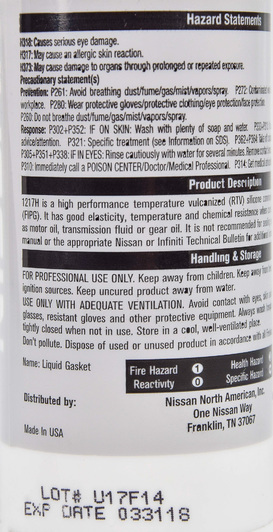 Hazard Statements
H318: Causes serious eye damage.
H317: May cause an allergic skin reaction.
H373: May cause damage to organs through prolonged or repeated exposure.
Precautionary statement(s)
Prevention: P261: Avoid breathing dust/fume/gas/mist/vapors/spray. P272:
workplace. P280: Wear protective gloves/protective clothing/eye protection/face
P260: Do not breathe dust/fume/gas/mist/vapors/spray.
Response: P302+P352: IF ON SKIN: Wash with plenty of soap and water.
advice/attention. P321: Specific treatment (see Information on SDS).
P305+P351+P338: IF IN EYES: Rinse cautiously with water for several minutes. Remove
P310: Immediately call a POISON CENTER/Doctor/Medical Professional. P314: Get
Product Description
1217H is a high performance temperature vulcanized (RTV) silicone
(FIPG). It has good elasticity, temperature and chemical resistance
as motor oil, transmission fluid or gear oil. It is not recommended for
manual or the appropriate Nissan or Infiniti Technical Bulletin for
Handling & Storage
FOR PROFESSIONAL USE ONLY. Keep away from children. Keep away
ignition sources. Keep uncured product away from water.
USE ONLY WITH ADEQUATE VENTILATION. Avoid contact with eyes,
glasses, resistant gloves and other protective equipment. Always wash
tightly closed when not in use. Store in a cool, well-ventilated place.
Don't pollute. Dispose of used or unused product in accordance with
Name: Liquid Gasket
Fire Hazard 1 Health Hazard
Reactivity 0 Specific
Distributed by:
Nissan North American, Inc.
One Nissan Way
Franklin, TN 37067
Made In USA
LOT# U17F14
EXP DATE 033118